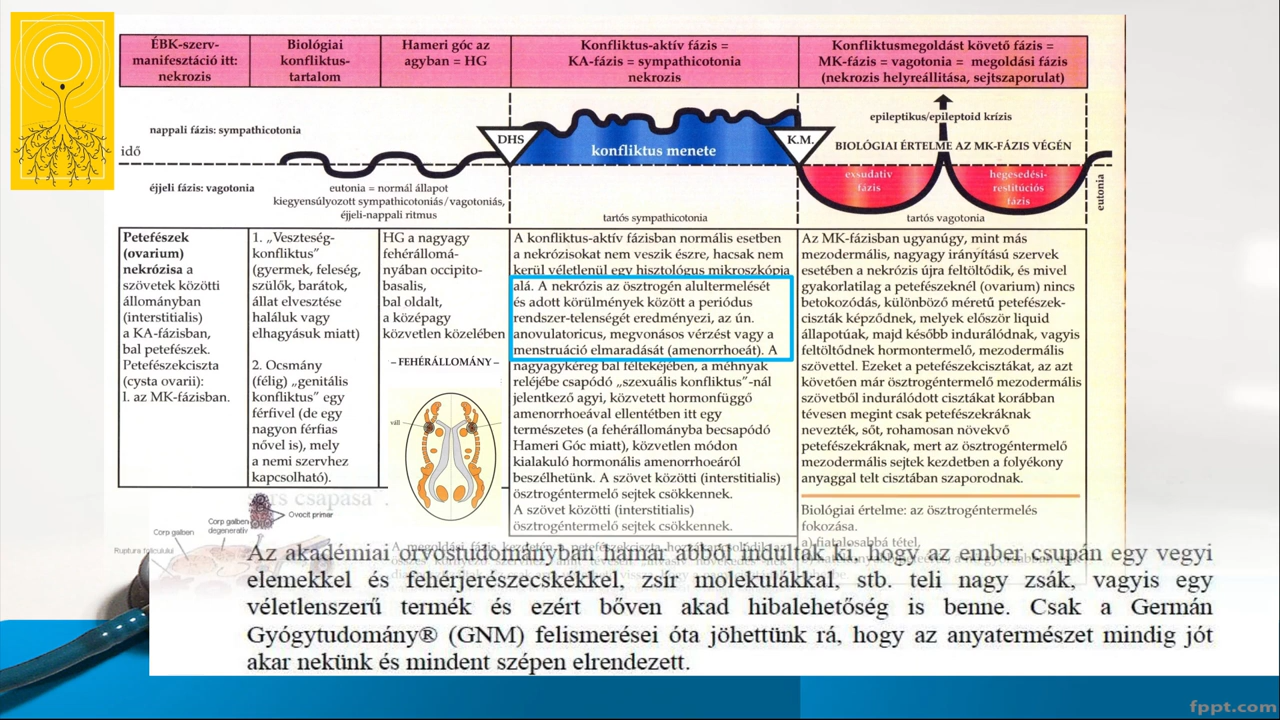 ÉBK-szerv-
manifesztáció itt:
nekrozis
Biológiai
konfliktus-
tartalom
Hameri góc az
agyban = HG
Konfliktus-aktív fázis =
KA-fázis = sympathicotonia
nekrozis
Konfliktusmegoldást követő fázis =
MK-fázis = vagotonia = megoldási fázis
(nekrozis helyreállítása, sejtszaporulat)
nappali fázis: sympathicotonia
idő
éjjeli fázis: vagotonia
eutonia = normál állapot
kiegyensúlyozott sympathicotoniás/vagotoniás,
éjjeli-nappali ritmus
DHS
konfliktus menete
K.M.
tartós sympathicotonia
epileptikus/epileptoid krízis
BIOLÓGIAI ÉRTELME AZ MK-FÁZIS VÉGÉN
exsudativ
fázis
hegesedési-
restitúciós
fázis
tartós vagotonia
eutonia
Petefészek
(ovarium)
nekrózisa a
szövetek közötti
állományban
(interstitialis)
a KA-fázisban,
bal petefészek.
Petefészekciszta
(cysta ovarii):
l. az MK-fázisban.
1. „Veszteség-
konfliktus”
(gyermek, feleség,
szülők, barátok,
állat elvesztése
haláluk vagy
elhagyásuk miatt)
2. Ocsmány
(félig) „genitális
konfliktus” egy
férfivel (de egy
nagyon férfias
nővel is), mely
a nemi szervhez
kapcsolható).
HG a nagyagy
fehérállomá-
nyában occipito-
basalis,
bal oldalt,
a középagy
közvetlen közelében
– FEHÉRÁLLOMÁNY –
váll
A konfliktus-aktív fázisban normális esetben
a nekrózisokat nem veszik észre, hacsak nem
kerül véletlenül egy hisztológus mikroszkópja
alá. A nekrózis az ösztrogén alultermelését
és adott körülmények között a periódus
rendszer-telenségét eredményezi, az ún.
anovulatoricus, megvonásos vérzést vagy a
menstruáció elmaradását (amenorrhoeát). A
nagyagykéreg bal féltekéjében, a méhnyak
reléjébe csapódó „szexuális konfliktus”-nál
jelentkező agyi, közvetett hormonfüggő
amenorrhoeával ellentétben itt egy
természetes (a fehérállományba becsapódó
Hameri Góc miatt), közvetlen módon
kialakuló hormonális amenorrhoeáról
beszélhetünk. A szövet közötti (interstitialis)
ösztrogéntermelő sejtek csökkennek.
A szövet közötti (interstitialis)
ösztrogéntermelő sejtek csökkennek.
Az MK-fázisban ugyanúgy, mint más
mezodermális, nagyagy irányítású szervek
esetében a nekrózis újra feltöltődik, és mivel
gyakorlatilag a petefészeknél (ovarium) nincs
betokozódás, különböző méretű petefészek-
ciszták képződnek, melyek először liquid
állapotúak, majd később indurálódnak, vagyis
feltöltődnek hormontermelő, mezodermális
szövettel. Ezeket a petefészekcisztákat, az azt
követően már ösztrogéntermelő mezodermális
szövetből indurálódott cisztákat korábban
tévesen megint csak petefészekráknak
nevezték, sőt, rohamosan növekvő
petefészekráknak, mert az ösztrogéntermelő
mezodermális sejtek kezdetben a folyékony
anyaggal telt cisztában szaporodnak.
Biológiai értelme: az ösztrogéntermelés
fokozása.
a) fiatalosabbá tétel,
csapása”.
Ovocit primar
Corp galben
degenerativ
Corp galben
Ruptura foliculului
Az akadémiai orvostudományban hamar abból indultak ki, hogy az ember csupán egy vegyi
elemekkel és fehérjerészecskékkel, zsír molekulákkal, stb. teli nagy zsák, vagyis egy
véletlenszerű termék és ezért bőven akad hibalehetőség is benne. Csak a Germán
Gyógytudomány® (GNM) felismerései óta jöhettünk rá, hogy az anyatermészet mindig jót
akar nekünk és mindent szépen elrendezett.
fppt.com